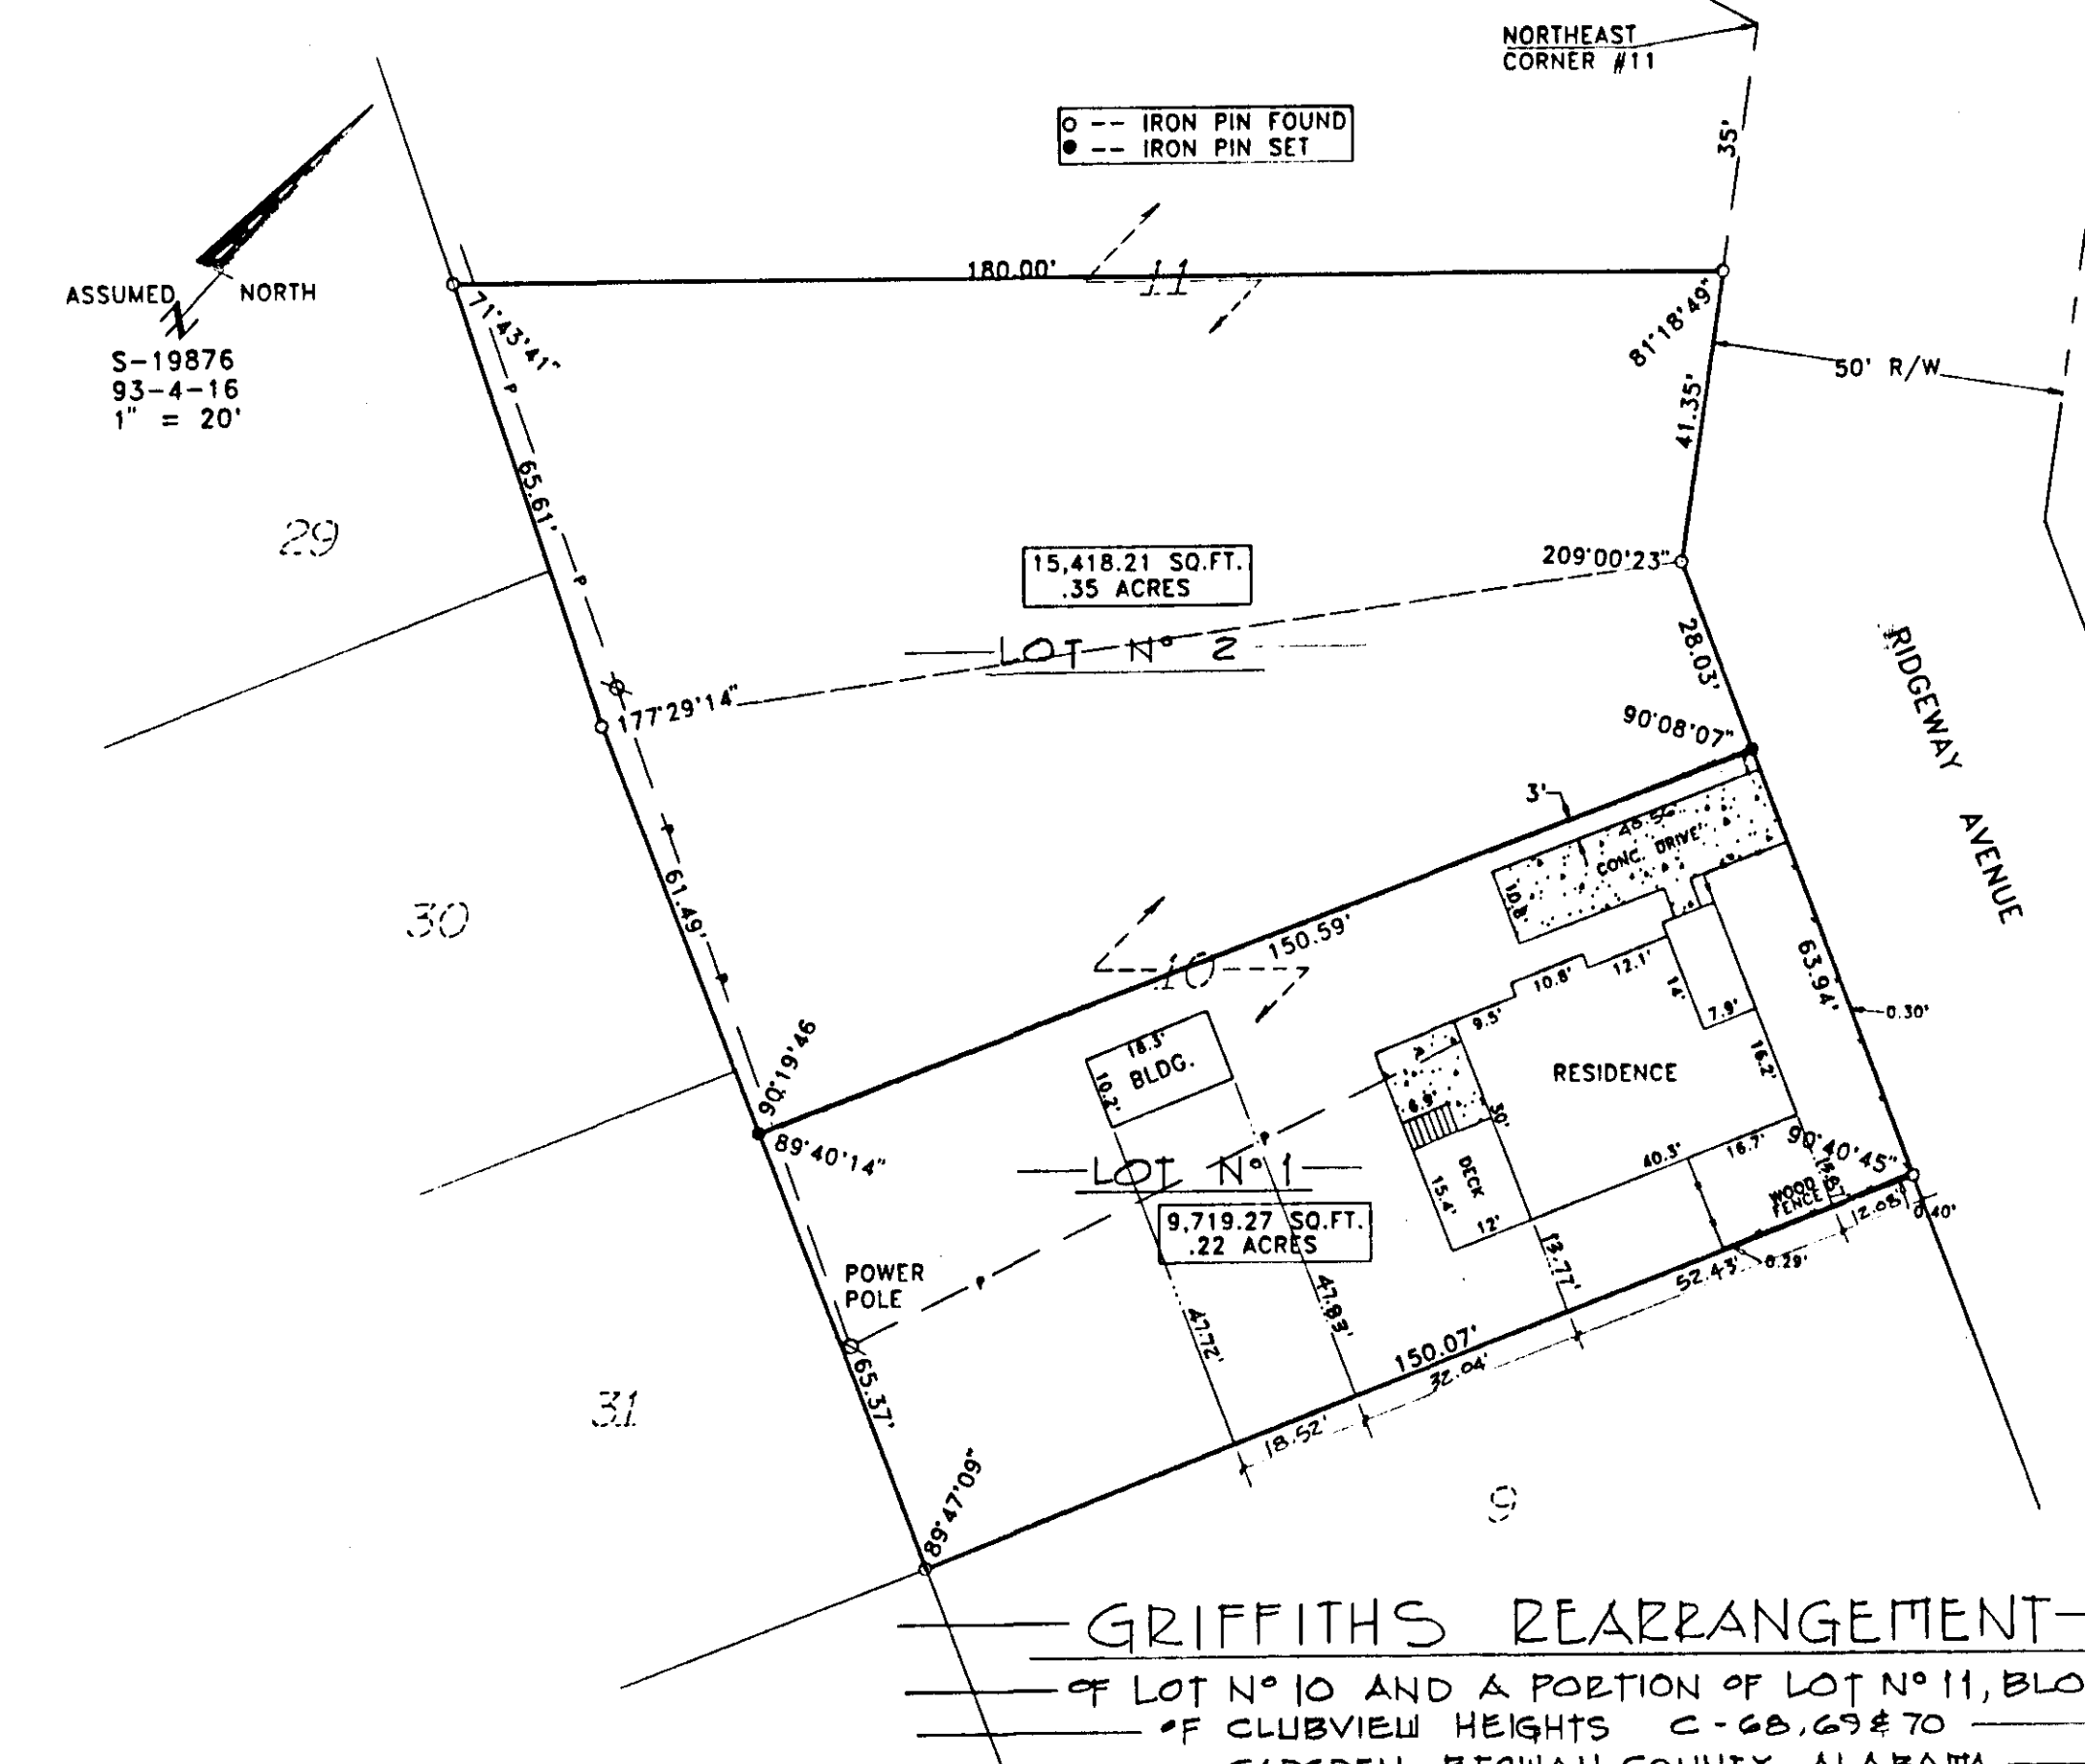 NORTHEAST
CORNER #11
35'
○ -- IRON PIN FOUND
● -- IRON PIN SET
ASSUMED NORTH
N
S-19876
93-4-16
1" = 20'
180.00'
11
71°43'41"
81°18'49"
50' R/W
41.35'
65.61'
P
P
29
15,418.21 SQ.FT.
.35 ACRES
209°00'23"
LOT Nº 2
28.03'
RIDGEWAY AVENUE
177°29'14"
90°08'07"
3'
CONC. DRIVE
10.8'
61.49'
30
150.59'
10
63.94'
0.30'
10.8'
12.1'
14'
7.9'
9.5'
16.2'
RESIDENCE
18.3'
10.2'
BLDG.
6.9'
30'
90°19'46
89°40'14"
P
LOT Nº 1
9,719.27 SQ.FT.
.22 ACRES
DECK
15.4'
12'
40.3'
16.7'
90°40'45"
WOOD
FENCE
12.08'
0.40'
0.29'
52.43'
13.77'
POWER
POLE
P
47.72'
47.83'
150.07'
32.04'
18.52'
65.37'
31
89°47'09"
9
GRIFFITHS REARRANGEMENT
OF LOT Nº 10 AND A PORTION OF LOT Nº 11, BLO
OF CLUBVIEW HEIGHTS C-68,69 & 70
COUNTY, ALABAMA